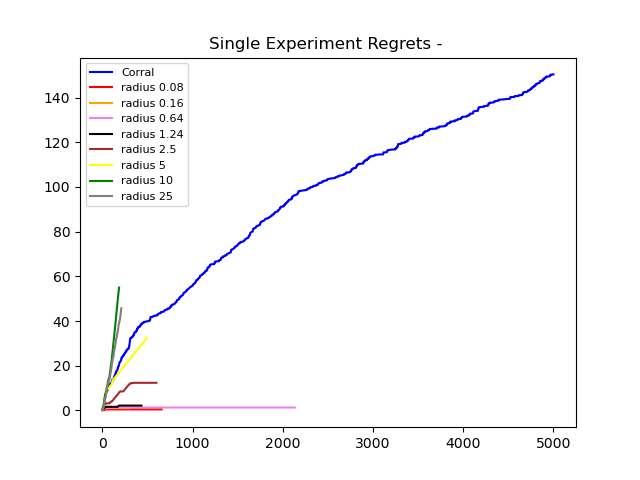 Single Experiment Regrets -
Corral
radius 0.08
radius 0.16
radius 0.64
radius 1.24
radius 2.5
radius 5
radius 10
radius 25
140
120
100
80
60
40
20
0
0 1000 2000 3000 4000 5000